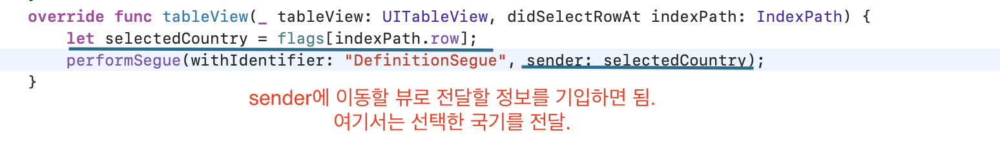 override func tableView(_ tableView: UITableView, didSelectRowAt indexPath: IndexPath) {
let selectedCountry = flags[indexPath.row];
performSegue(withIdentifier: "DefinitionSegue", sender: selectedCountry);
}
sender에 이동할 뷰로 전달할 정보를 기입하면 됨.
여기서는 선택한 국기를 전달.